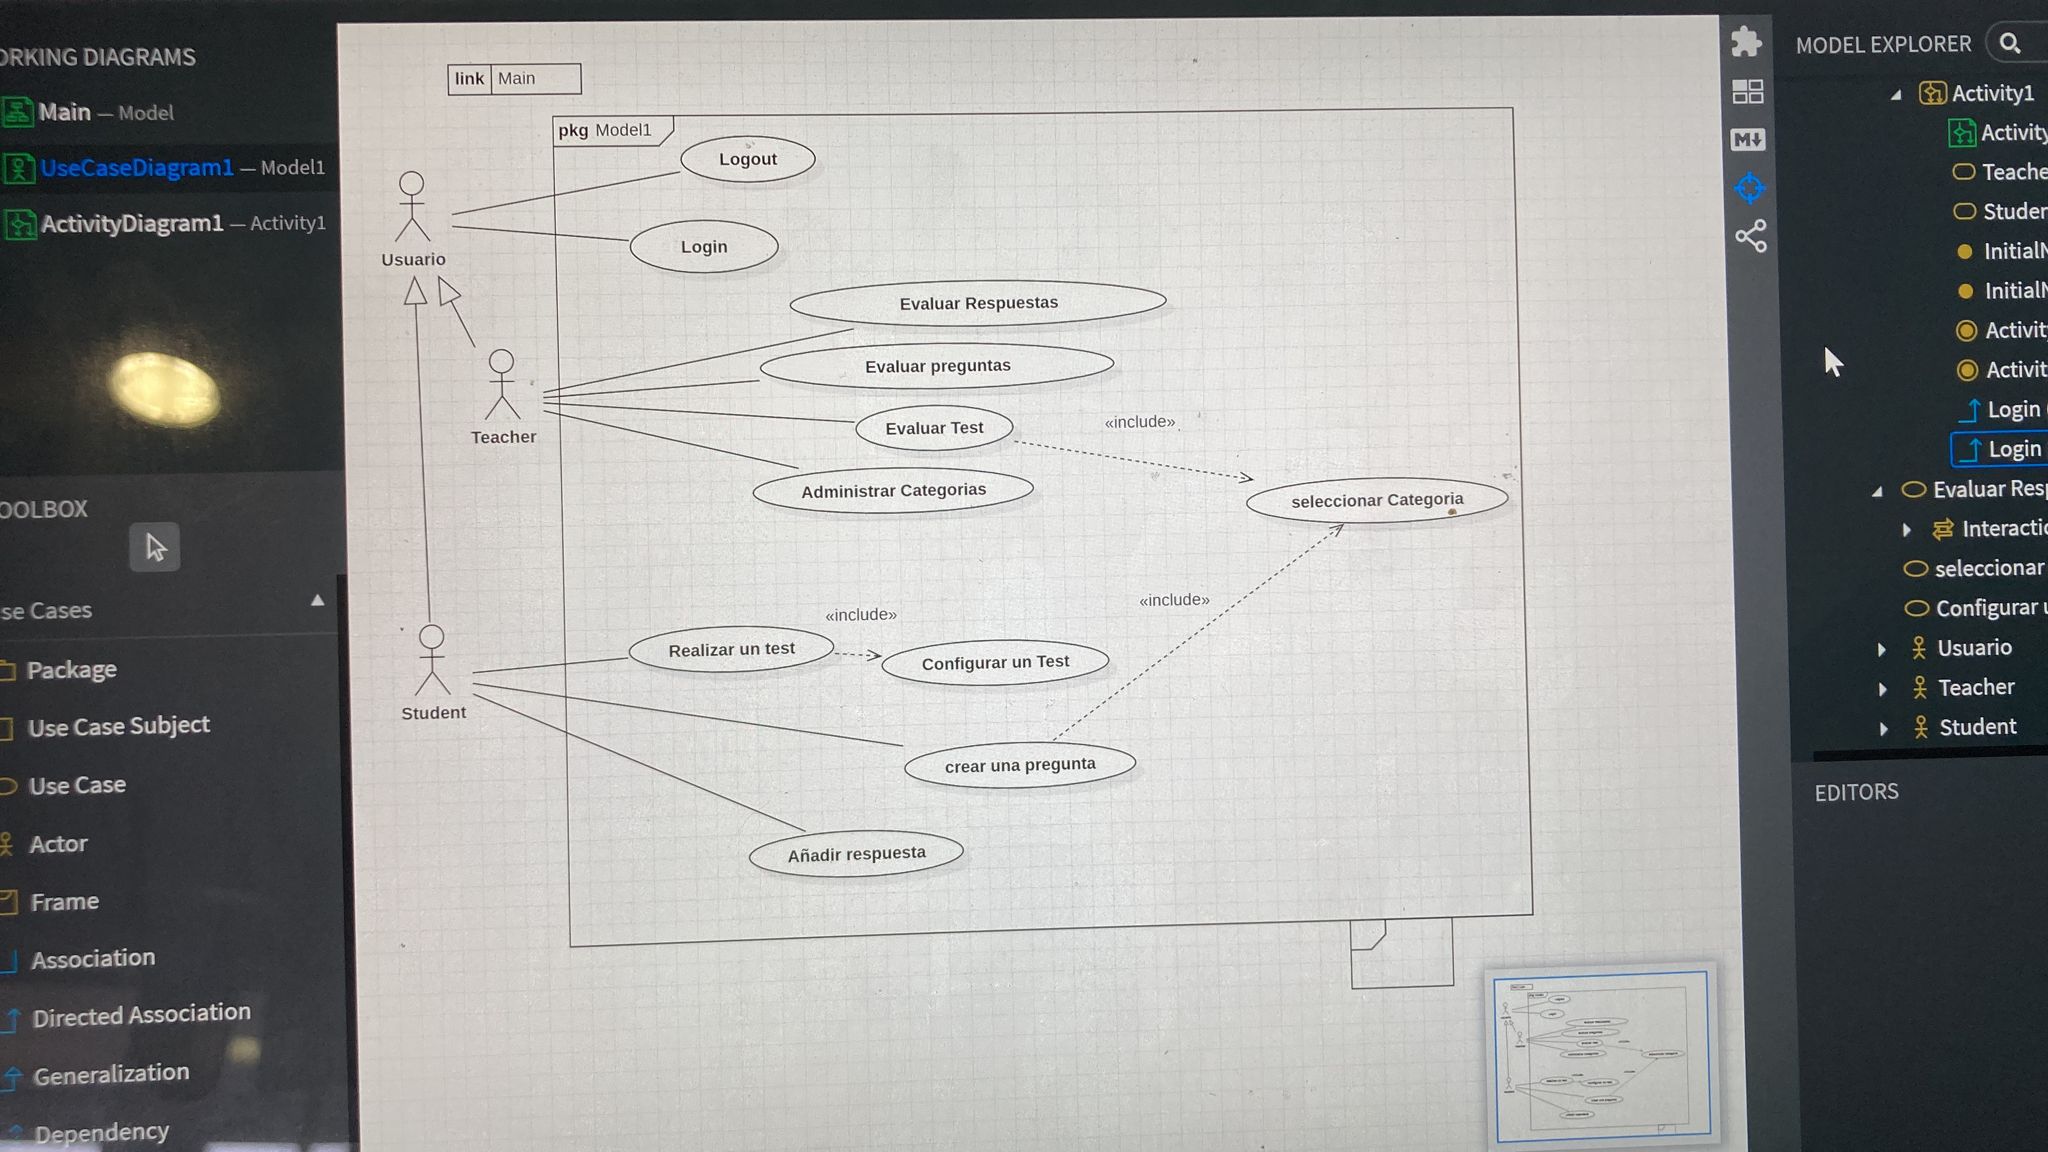 ORKING DIAGRAMS
Main — Model
UseCaseDiagram1 — Model1
ActivityDiagram1 — Activity1
OOLBOX
se Cases
Package
Use Case Subject
Use Case
Actor
Frame
Association
Directed Association
Generalization
Dependency
link Main
pkg Model1
Logout
Login
Usuario
Evaluar Respuestas
Evaluar preguntas
Evaluar Test
«include»
Teacher
Administrar Categorias
seleccionar Categoria
«include»
«include»
Realizar un test
Configurar un Test
Student
crear una pregunta
Añadir respuesta
MODEL EXPLORER
Activity1
Activity
Teache
Studen
InitialN
InitialN
Activity
Activit
Login
Login
Evaluar Resp
Interactio
seleccionar
Configurar u
Usuario
Teacher
Student
EDITORS